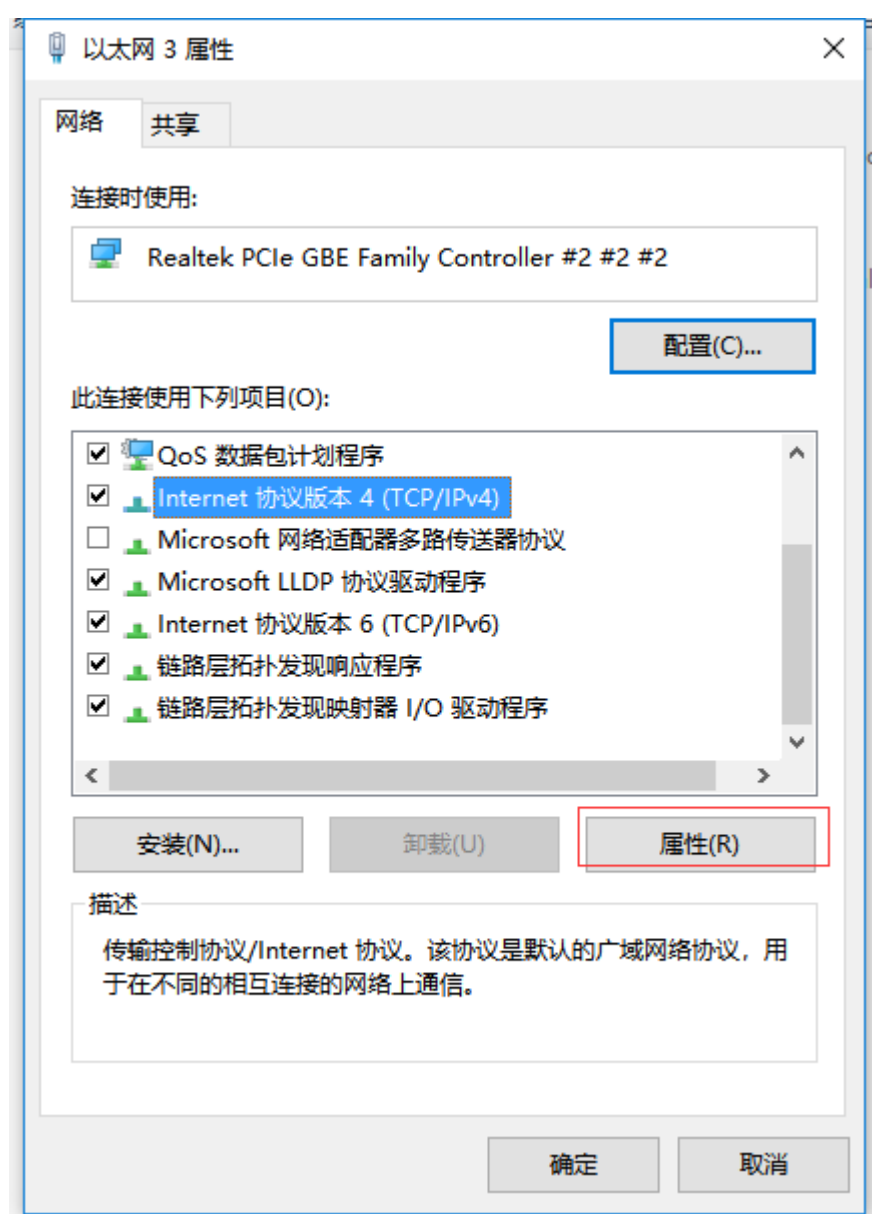 以太网 3 属性
网络
共享
连接时使用:
Realtek PCIe GBE Family Controller #2 #2 #2
配置(C)...
此连接使用下列项目(O):
QoS 数据包计划程序
Internet 协议版本 4 (TCP/IPv4)
Microsoft 网络适配器多路传送器协议
Microsoft LLDP 协议驱动程序
Internet 协议版本 6 (TCP/IPv6)
链路层拓扑发现响应程序
链路层拓扑发现映射器 I/O 驱动程序
安装(N)...
卸载(U)
属性(R)
描述
传输控制协议/Internet 协议。该协议是默认的广域网络协议，用
于在不同的相互连接的网络上通信。
确定
取消